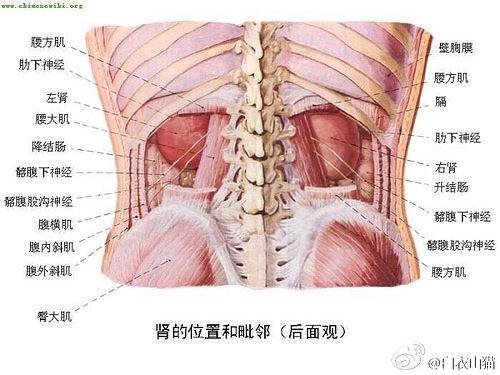 www.chinesewiki.org
腰方肌
肋下神经
左肾
腰大肌
降结肠
髂腹下神经
髂腹股沟神经
腹横肌
腹内斜肌
腹外斜肌
臀大肌
壁胸膜
腰方肌
膈
肋下神经
右肾
升结肠
髂腹下神经
髂腹股沟神经
腰方肌
肾的位置和毗邻（后面观）
@白衣山猫